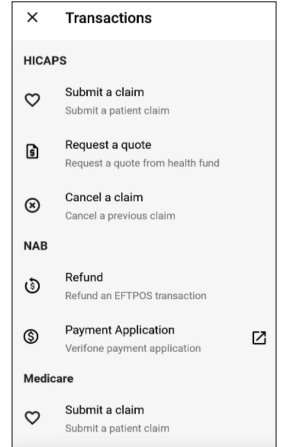 Transactions
HICAPS
Submit a claim
Submit a patient claim
Request a quote
Request a quote from health fund
Cancel a claim
Cancel a previous claim
NAB
Refund
Refund an EFTPOS transaction
Payment Application
Verifone payment application
Medicare
Submit a claim
Submit a patient claim